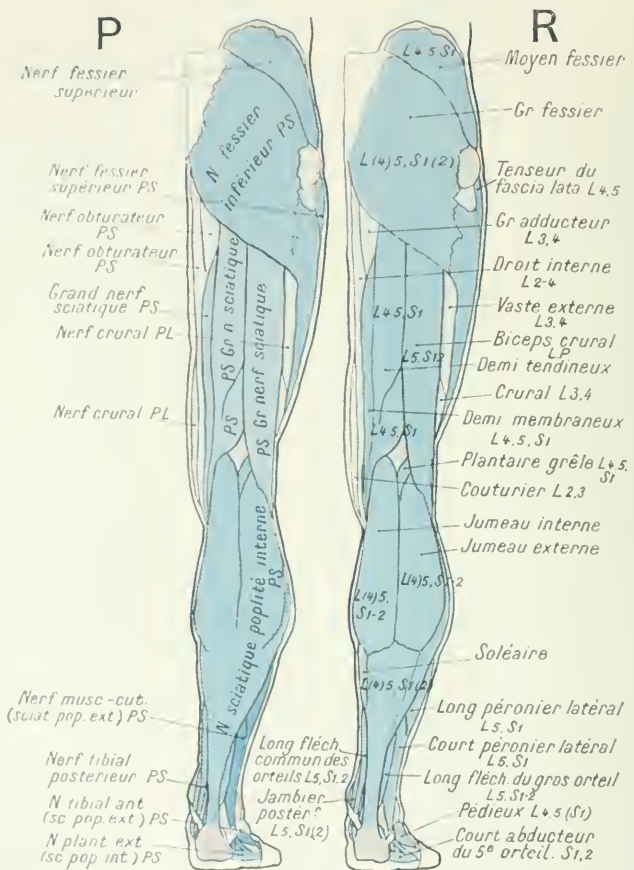 P
Nerf fessier
supérieur
N. fessier
inférieur PS
Nerf fessier
supérieur PS
Nerf obturateur
PS
Nerf obturateur
PS
Grand nerf
sciatique PS
Nerf crural PL
Nerf crural PL
PS Gr n sciatique
PS
PS Gr nerf sciatique
N sciatique poplité interne
PS
Nerf musc-cut.
(sciat pop. ext) PS
Nerf tibial
posterieur PS
N tibial ant
(sc pop. ext) PS
N plant ext
(sc pop int) PS
R
L4.5 S1
Moyen fessier
Gr fessier
L(4)5, S1(2)
Tenseur du
fascia lata L4,5
Gr adducteur
L3,4
Droit interne
L2-4
Vaste externe
L3,4
L4.5, S1
Biceps crural
L.P
L5.S1.2
Demi tendineux
Crural L3,4
Demi membraneux
L4.5, S1
L4 5, S1
Plantaire grêle L4,5,
S1
Couturier L2,3
Jumeau interne
Jumeau externe
L(4)5,
S1-2
L(4)5, S1-2
Soléaire
L(4)5, S1(2)
Long péronier latéral
L5, S1
Court péronier latéral
L5, S1
Long fléch. du gros orteil
L5, S1-2
Pédieux L4,5(S1)
Court abducteur
du 5e orteil. S1,2
Long fléch
commun des
orteils L5, S1.2
Jambier
postérr
L5, S1(2)